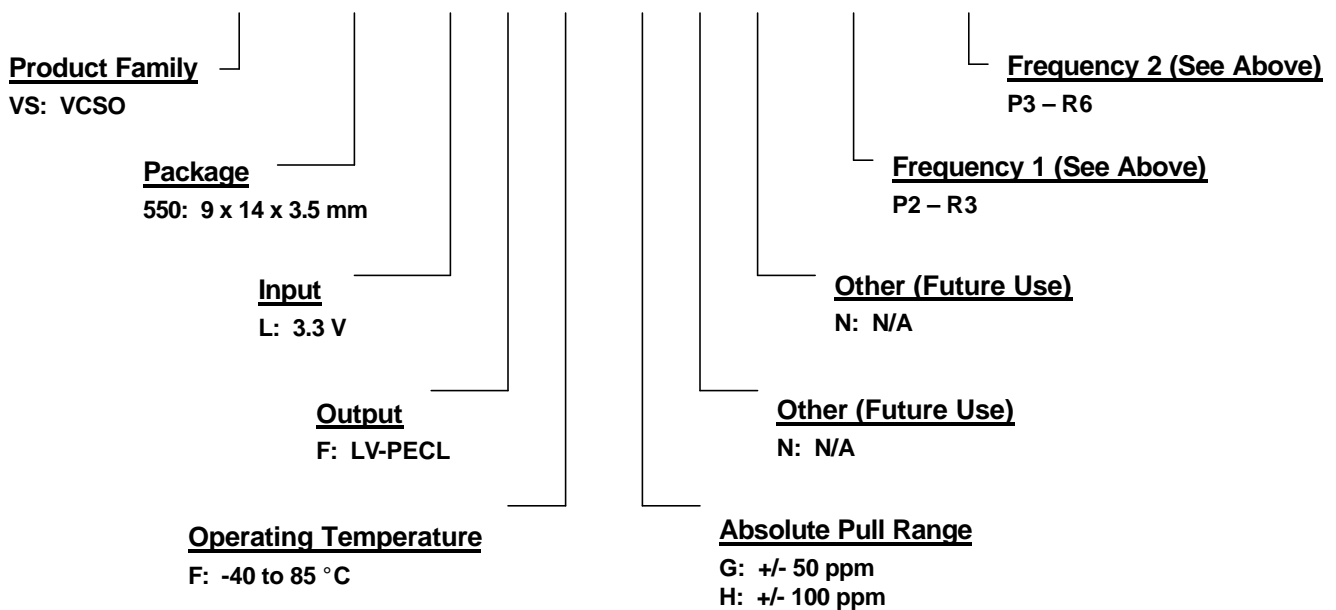 Product Family
VS: VCSO
Frequency 2 (See Above)
P3 – R6
Package
550: 9 x 14 x 3.5 mm
Frequency 1 (See Above)
P2 – R3
Input
L: 3.3 V
Other (Future Use)
N: N/A
Output
F: LV-PECL
Other (Future Use)
N: N/A
Operating Temperature
F: -40 to 85 °C
Absolute Pull Range
G: +/- 50 ppm
H: +/- 100 ppm